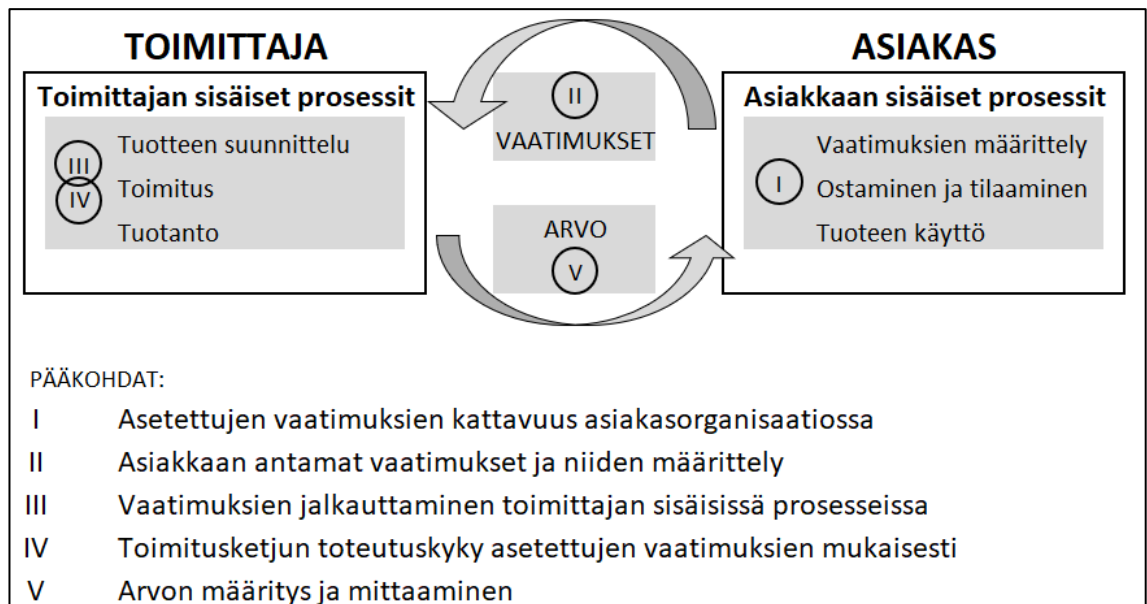 TOIMITTAJA
Toimittajan sisäiset prosessit
Tuotteen suunnittelu
III
Toimitus
IV
Tuotanto
II
VAATIMUKSET
ARVO
V
ASIAKAS
Asiakkaan sisäiset prosessit
Vaatimuksien määrittely
I Ostaminen ja tilaaminen
Tuoteen käyttö
PÄÄKOHDAT:
I Asetettujen vaatimuksien kattavuus asiakasorganisaatiossa
II Asiakkaan antamat vaatimukset ja niiden määrittely
III Vaatimuksien jalkauttaminen toimittajan sisäisissä prosesseissa
IV Toimitusketjun toteutuskyky asetettujen vaatimuksien mukaisesti
V Arvon määritys ja mittaaminen